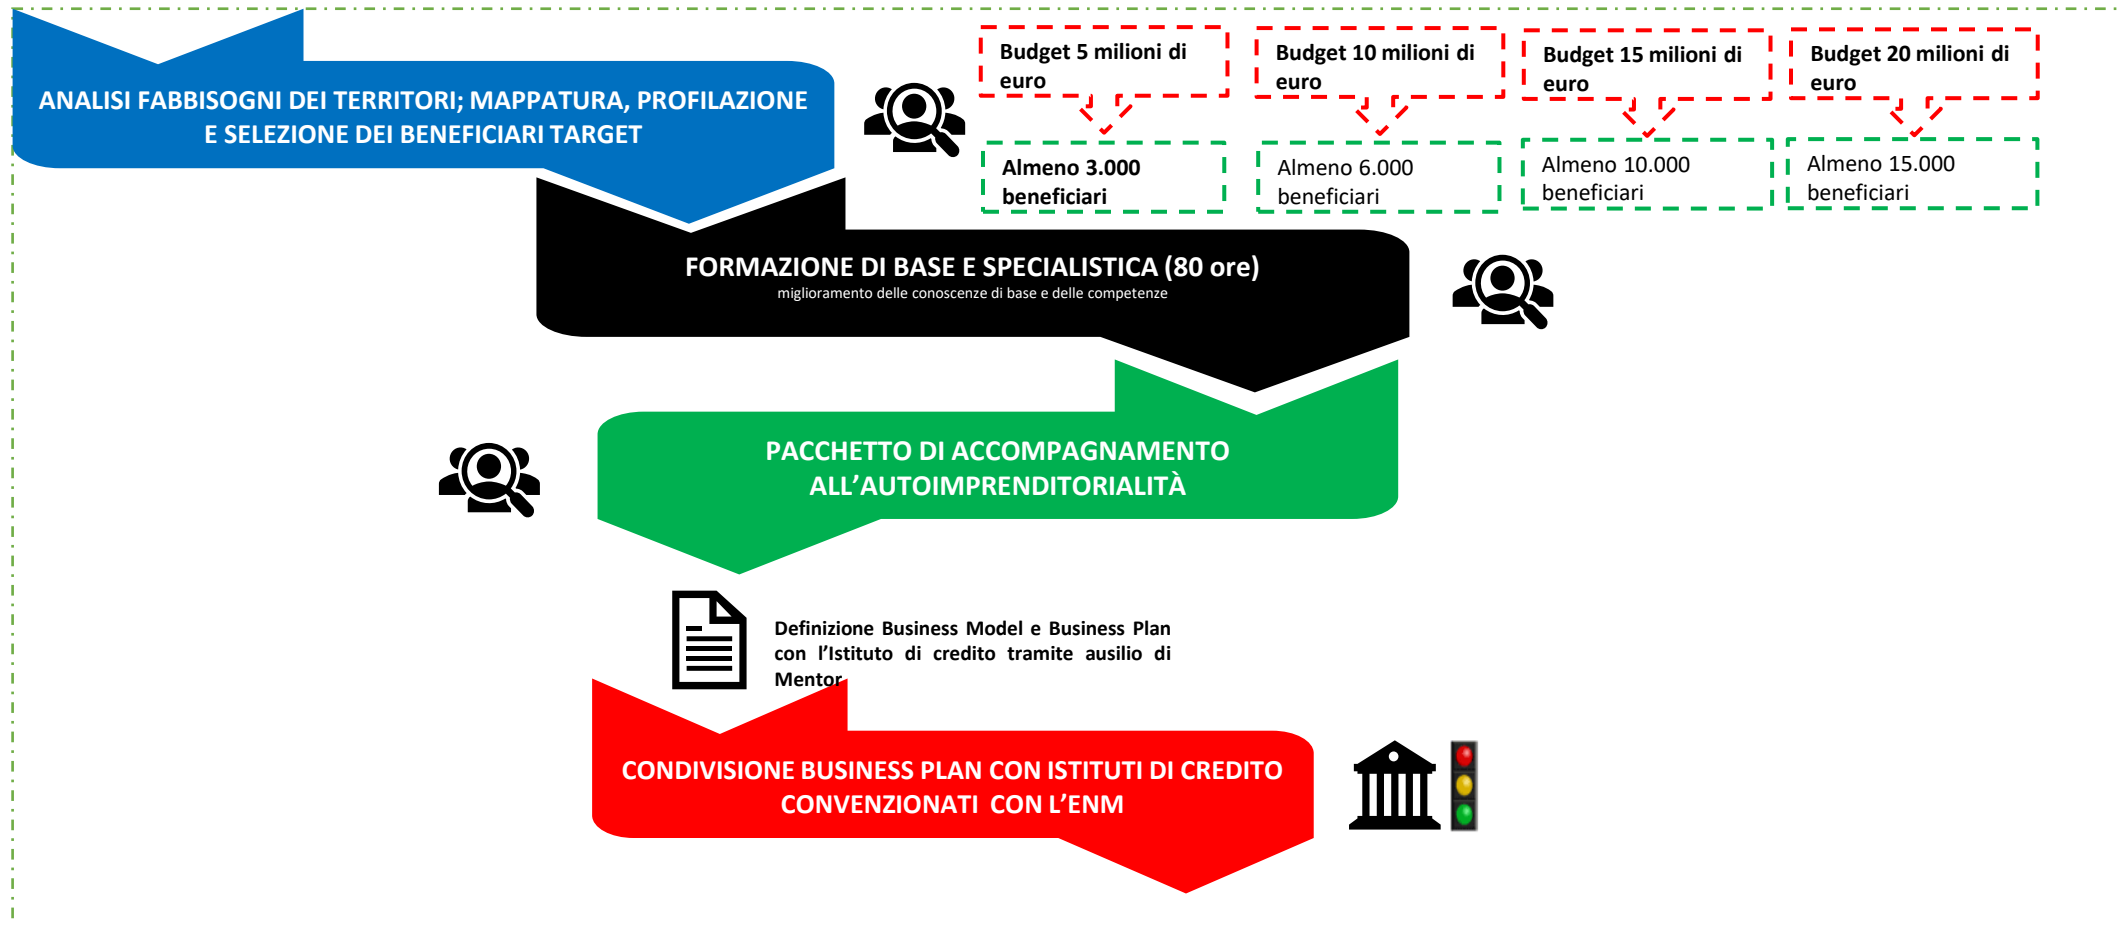 ANALISI FABBISOGNI DEI TERRITORI; MAPPATURA, PROFILAZIONE
E SELEZIONE DEI BENEFICIARI TARGET
Budget 5 milioni di
euro
Budget 10 milioni di
euro
Budget 15 milioni di
euro
Budget 20 milioni di
euro
Almeno 3.000
beneficiari
Almeno 6.000
beneficiari
Almeno 10.000
beneficiari
Almeno 15.000
beneficiari
FORMAZIONE DI BASE E SPECIALISTICA (80 ore)
miglioramento delle conoscenze di base e delle competenze
PACCHETTO DI ACCOMPAGNAMENTO
ALL’AUTOIMPRENDITORIALITÀ
Definizione Business Model e Business Plan
con l’Istituto di credito tramite ausilio di
Mentor
CONDIVISIONE BUSINESS PLAN CON ISTITUTI DI CREDITO
CONVENZIONATI CON L’ENM